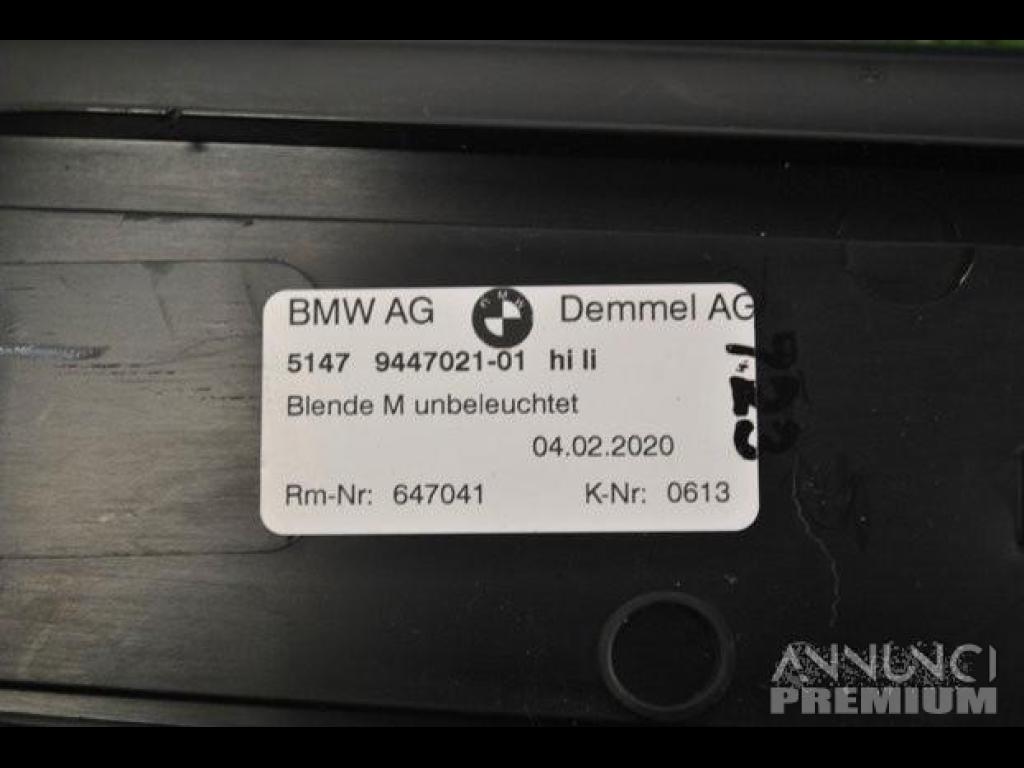 BMW AG BMW Demmel AG
5147 9447021-01 hi li
Blende M unbeleuchtet
04.02.2020
Rm-Nr: 647041 K-Nr: 0613
ANNUNCI
PREMIUM